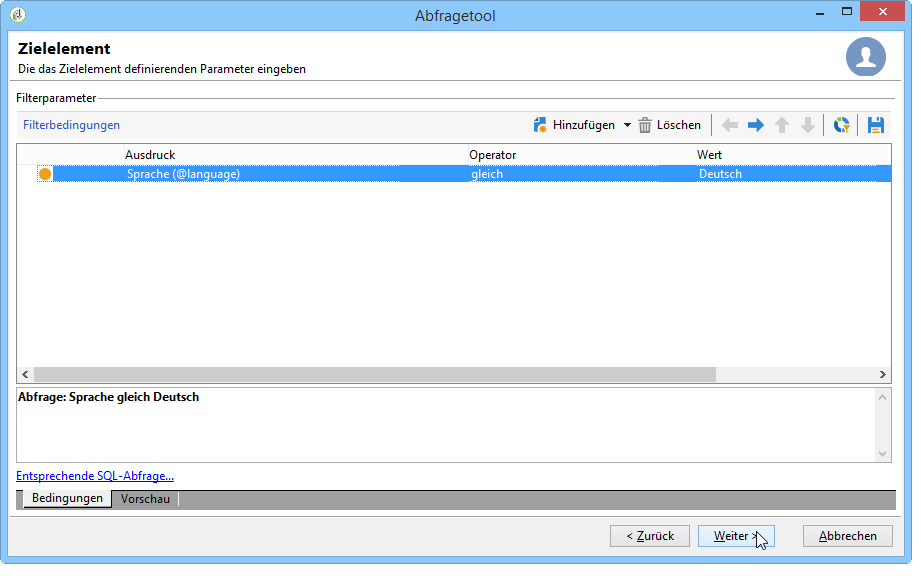 Abfragetool
Zielelement
Die das Zielelement definierenden Parameter eingeben
Filterparameter
Filterbedingungen Hinzufügen Löschen
Ausdruck Operator Wert
Sprache (@language) gleich Deutsch
Abfrage: Sprache gleich Deutsch
Entsprechende SQL-Abfrage...
Bedingungen Vorschau
< Zurück Weiter > Abbrechen